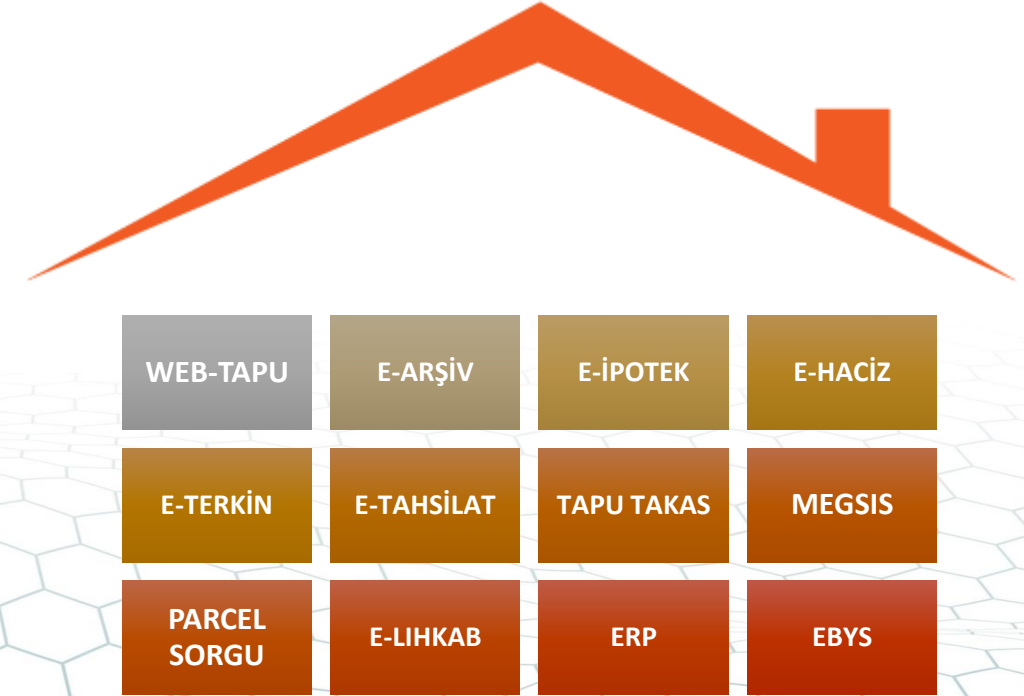 WEB-TAPU
E-ARŞİV
E-İPOTEK
E-HACİZ
E-TERKİN
E-TAHSİLAT
TAPU TAKAS
MEGSIS
PARCEL
SORGU
E-LIHKAB
ERP
EBYS